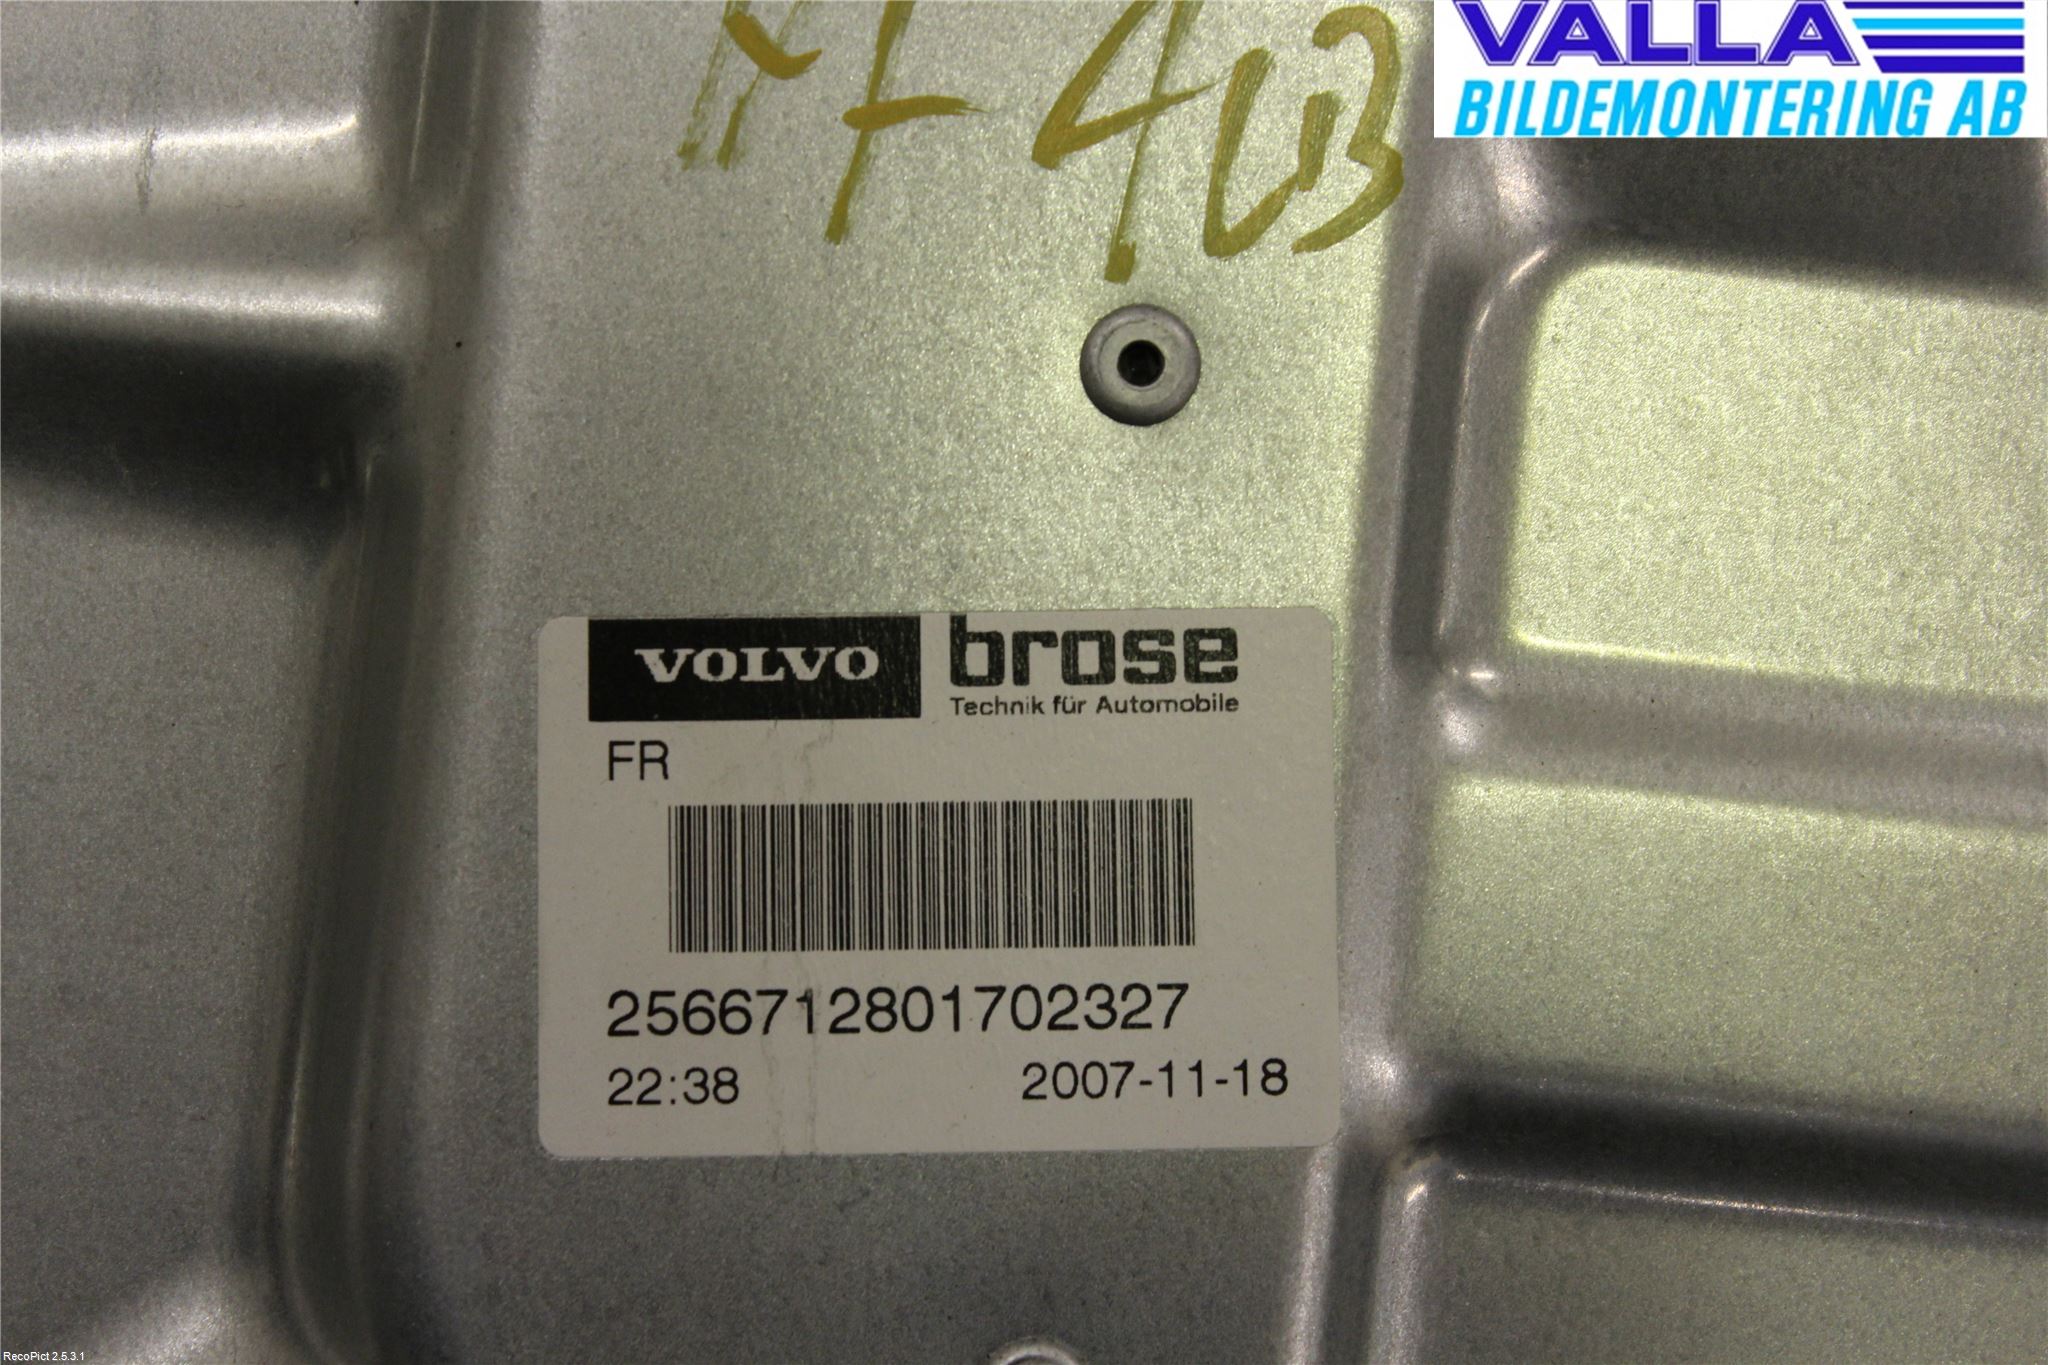 VALLA
BILDEMONTERING AB
VOLVO brose
Technik für Automobile
FR
2566712801702327
22:38 2007-11-18
RecoPict 2.5.3.1